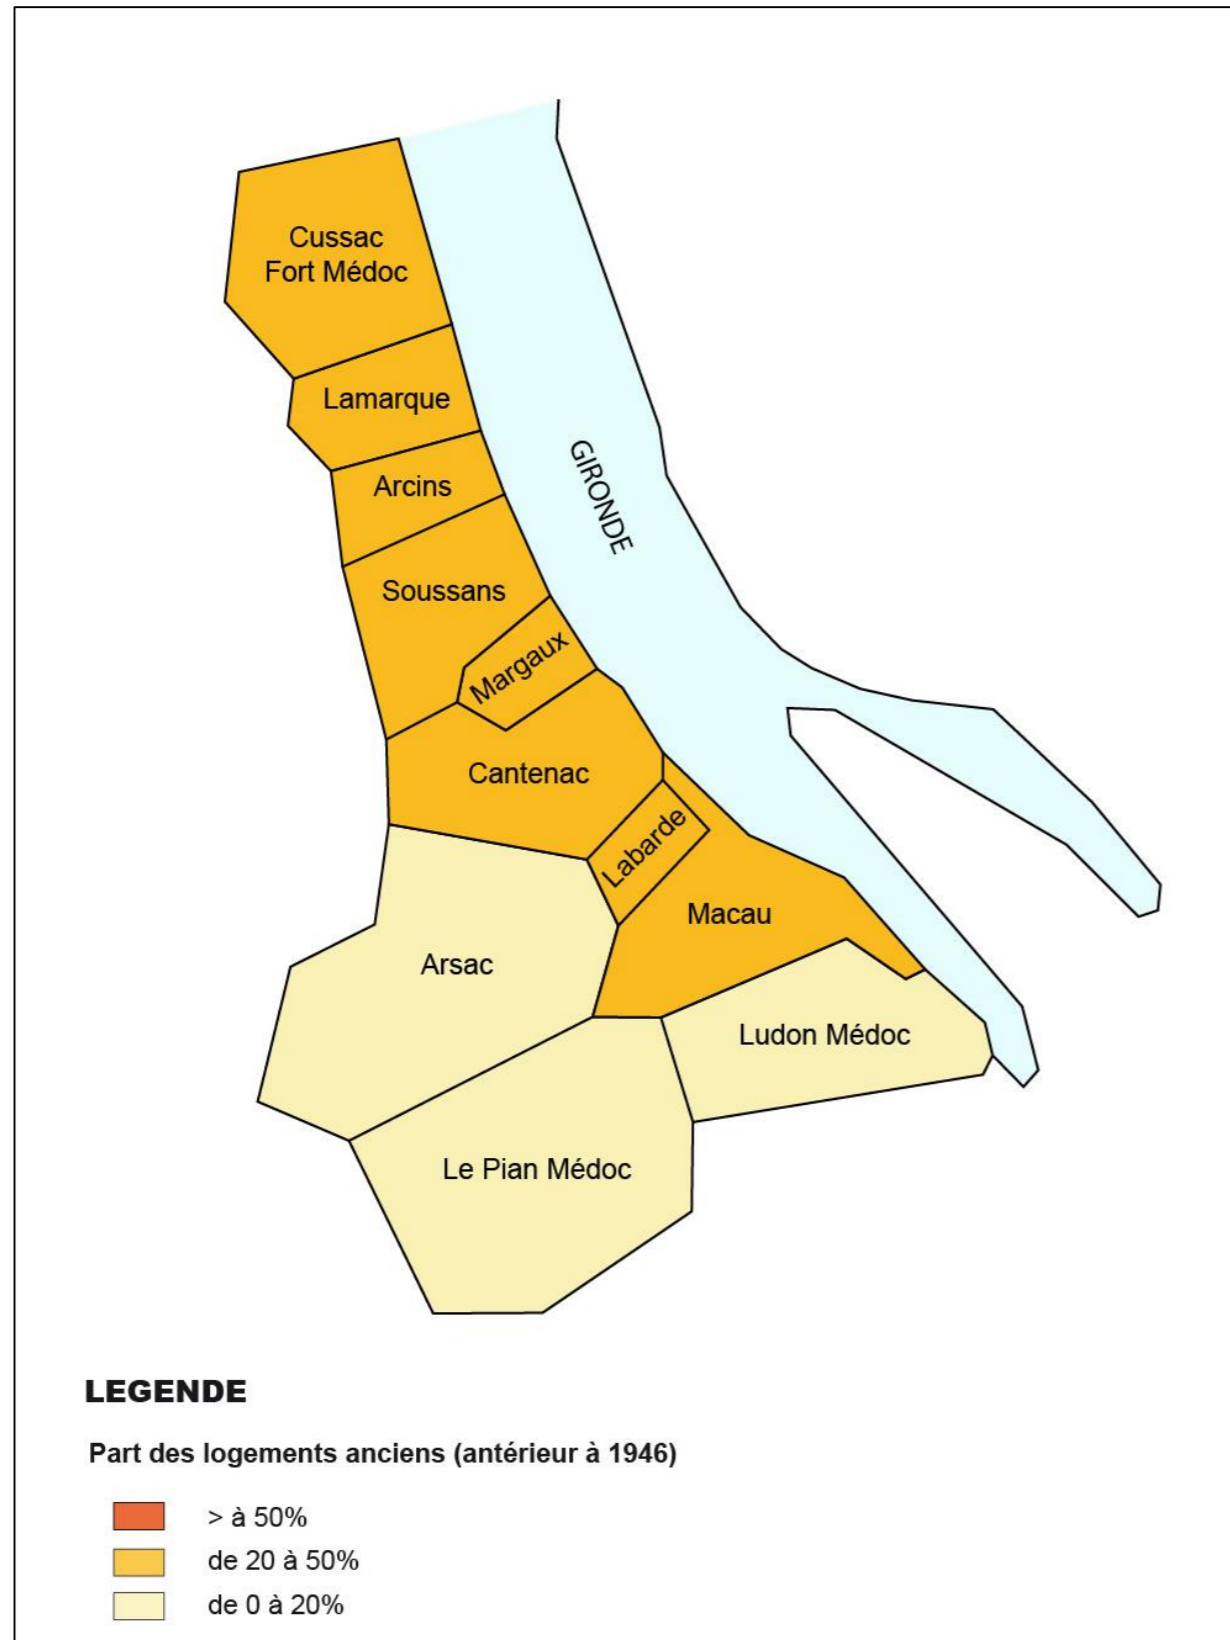 Cussac
Fort Médoc
Lamarque
Arcins
GIRONDE
Soussans
Margaux
Cantenac
Labarde
Macau
Arsac
Ludon Médoc
Le Pian Médoc
LEGENDE
Part des logements anciens (antérieur à 1946)
> à 50%
de 20 à 50%
de 0 à 20%